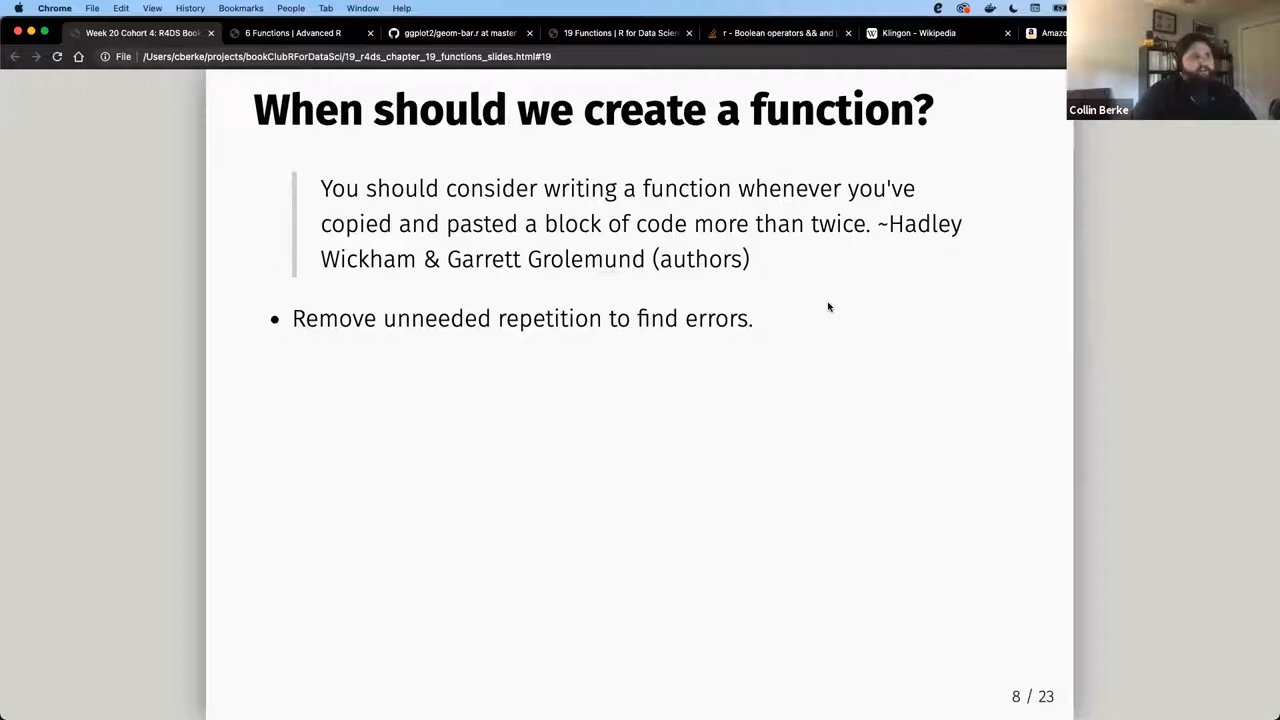 Chrome File Edit View History Bookmarks People Tab Window Help
Week 20 Cohort 4: R4DS Book
6 Functions | Advanced R
ggplot2/geom-bar.r at master
19 Functions | R for Data Scien
r - Boolean operators && and
Klingon - Wikipedia
Amazo
File /Users/cberke/projects/bookClubRForDataSci/19_r4ds_chapter_19_functions_slides.html#19
Collin Berke
When should we create a function?
You should consider writing a function whenever you've
copied and pasted a block of code more than twice. ~Hadley
Wickham & Garrett Grolemund (authors)
• Remove unneeded repetition to find errors.
8 / 23